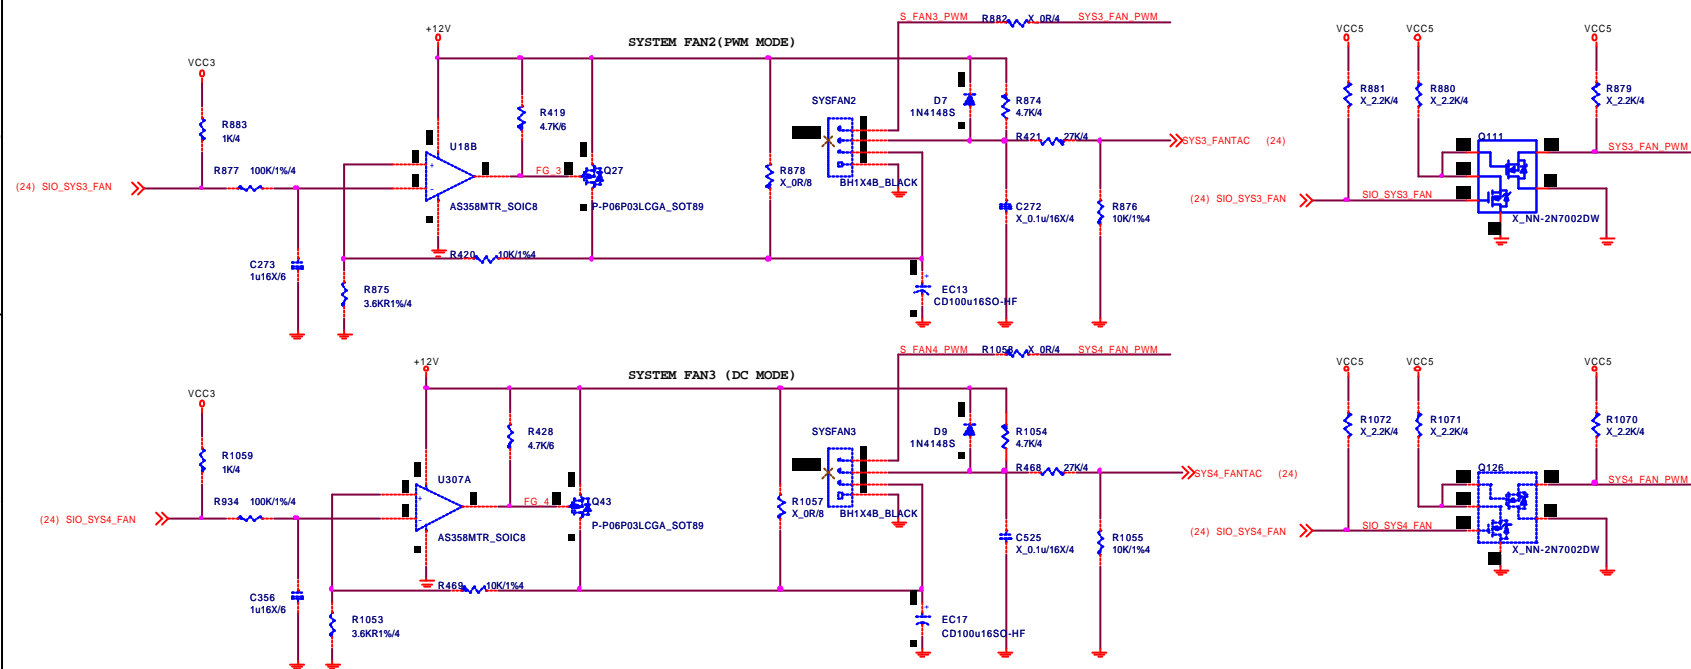 S_FAN3_PWM R882 X_0R/4 SYS3_FAN_PWM
+12V
SYSTEM FAN2(PWM MODE)
VCC5 VCC5 VCC5
VCC3
SYSFAN2
D7
1N4148S
R874
4.7K/4
R881
X_2.2K/4
R880
X_2.2K/4
R879
X_2.2K/4
R419
4.7K/6
R883
1K/4
R421 27K/4
SYS3_FANTAC (24)
Q111
SYS3_FAN_PWM
U18B
R877 100K/1%/4
FG_3
Q27
R878
X_0R/8
BH1X4B_BLACK
(24) SIO_SYS3_FAN
(24) SIO_SYS3_FAN
SIO_SYS3_FAN
AS358MTR_SOIC8
P-P06P03LCGA_SOT89
C272
X_0.1u/16X/4
R876
10K/1%4
X_NN-2N7002DW
R420 10K/1%4
C273
1u16X/6
R875
3.6KR1%/4
EC13
CD100u16SO-HF
S_FAN4_PWM R1058 X_0R/4 SYS4_FAN_PWM
+12V
SYSTEM FAN3 (DC MODE)
VCC5 VCC5 VCC5
VCC3
SYSFAN3
D9
1N4148S
R1054
4.7K/4
R1072
X_2.2K/4
R1071
X_2.2K/4
R1070
X_2.2K/4
R428
4.7K/6
R1059
1K/4
R468 27K/4
SYS4_FANTAC (24)
Q126
SYS4_FAN_PWM
U307A
R934 100K/1%/4
FG_4
Q43
R1057
X_0R/8
BH1X4B_BLACK
(24) SIO_SYS4_FAN
(24) SIO_SYS4_FAN
SIO_SYS4_FAN
AS358MTR_SOIC8
P-P06P03LCGA_SOT89
C525
X_0.1u/16X/4
R1055
10K/1%4
X_NN-2N7002DW
R469 10K/1%4
C356
1u16X/6
R1053
3.6KR1%/4
EC17
CD100u16SO-HF